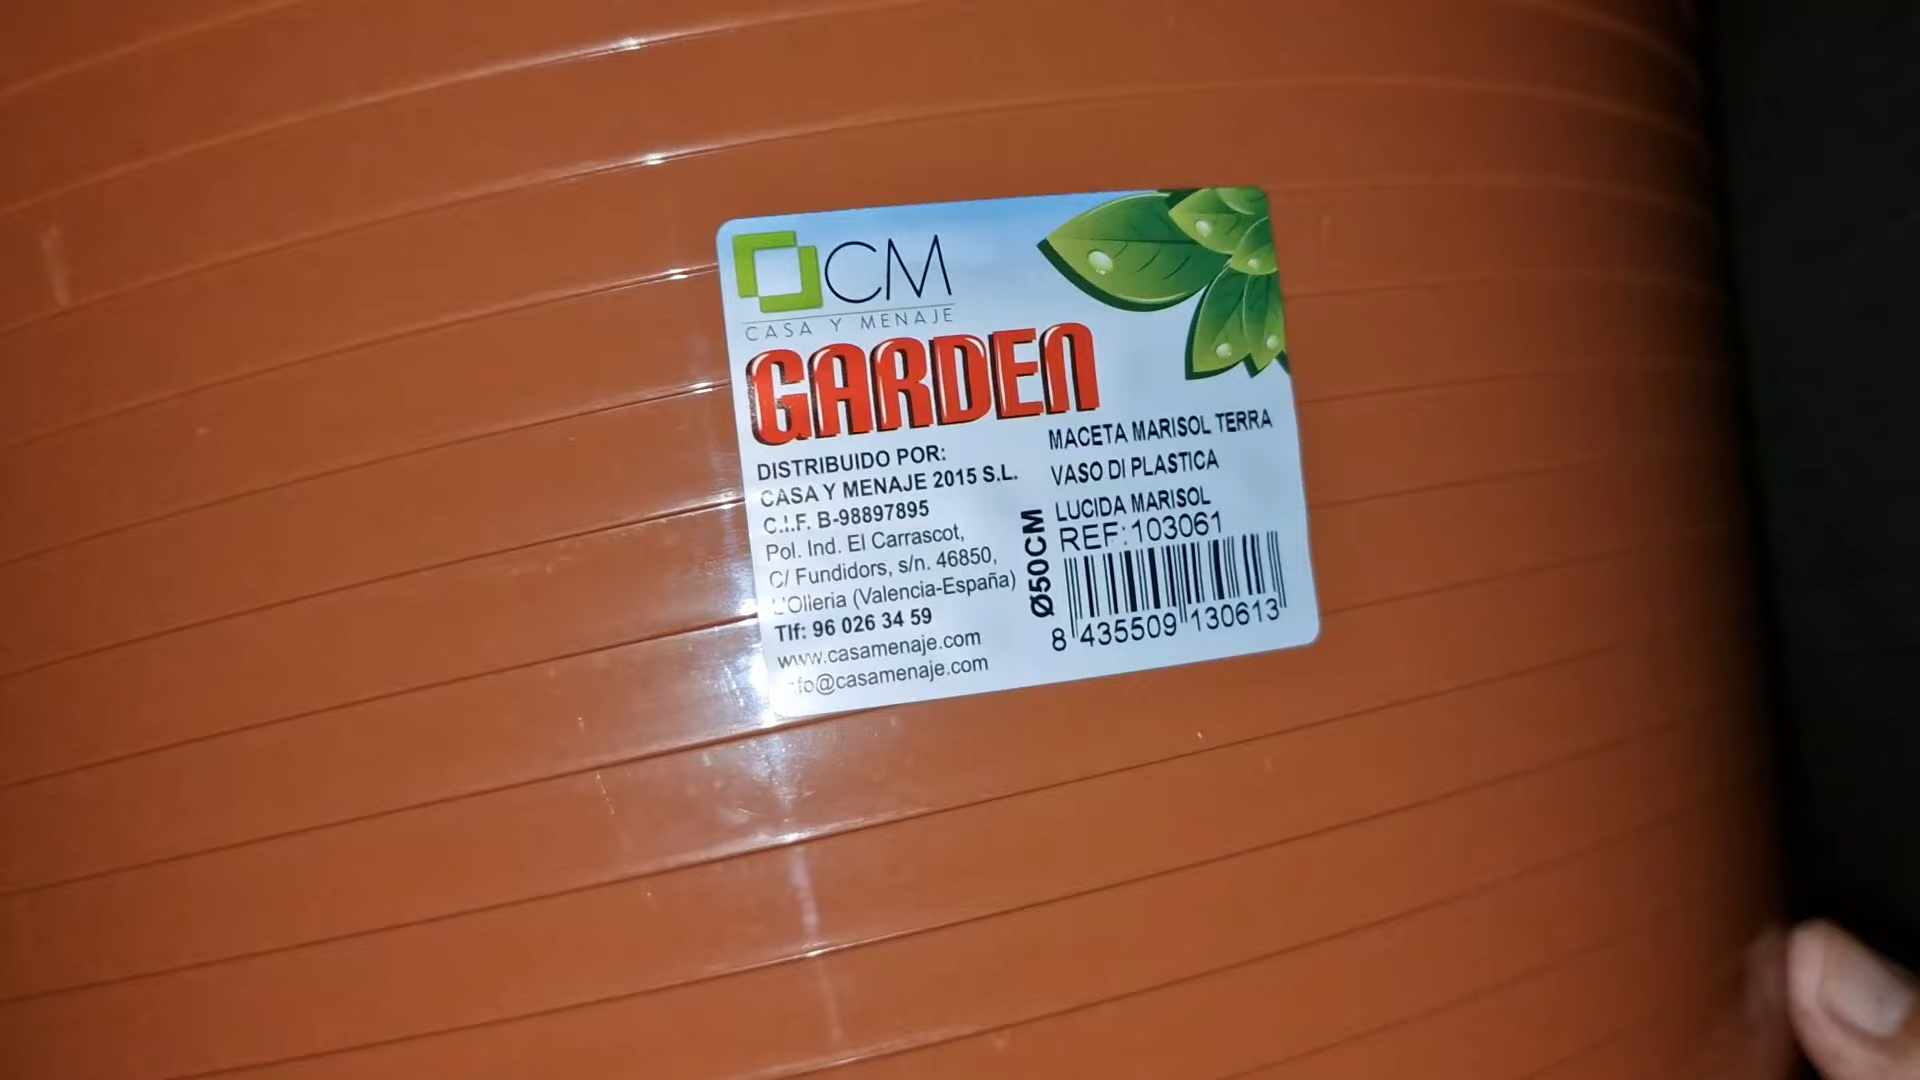 CM
CASA Y MENAJE
GARDEN
DISTRIBUIDO POR:
CASA Y MENAJE 2015 S.L.
C.I.F. B-98897895
Pol. Ind. El Carrascot,
C/ Fundidors, s/n. 46850,
L'Olleria (Valencia-España)
Tlf: 96 026 34 59
www.casamenaje.com
info@casamenaje.com
MACETA MARISOL TERRA
VASO DI PLASTICA
LUCIDA MARISOL
REF:103061
Ø50CM
8 435509 130613